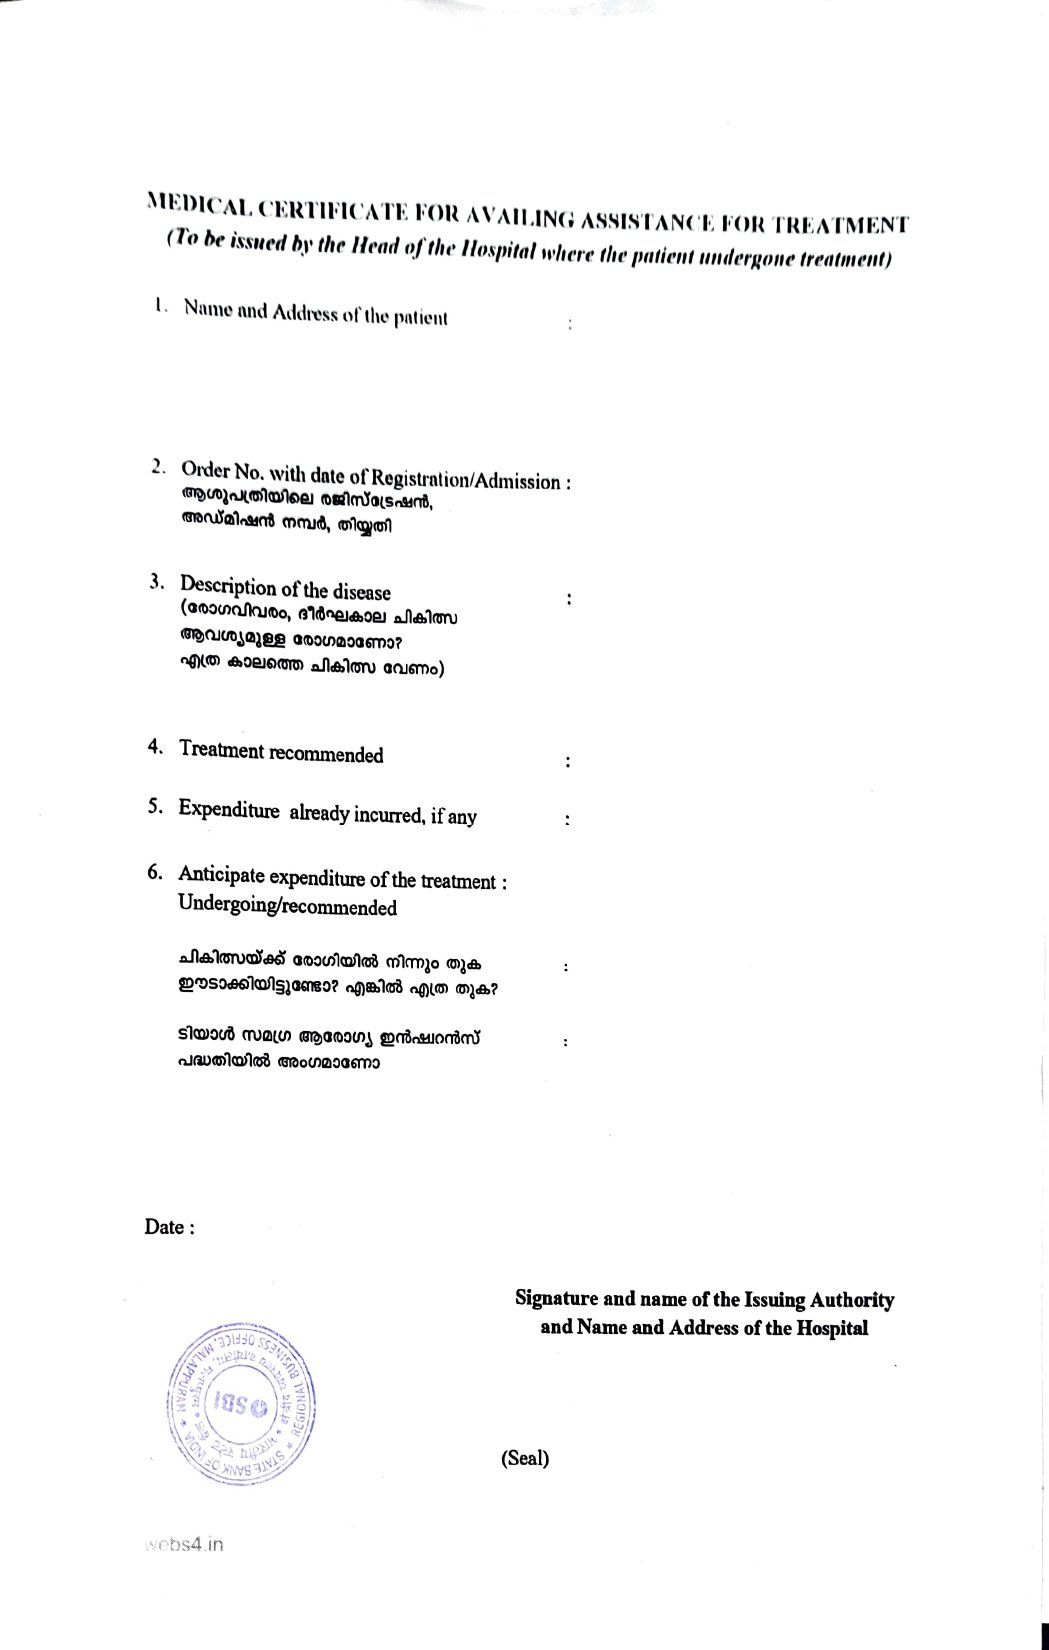 MEDICAL CERTIFICATE FOR AVAILING ASSISTANCE FOR TREATMENT
(To be issued by the Head of the Hospital where the patient undergone treatment)
1. Name and Address of the patient :
2. Order No. with date of Registration/Admission :
ആശുപത്രിയിലെ രജിസ്ട്രേഷൻ,
അഡ്മിഷൻ നമ്പർ, തിയ്യതി
3. Description of the disease :
(രോഗവിവരം, ദീർഘകാല ചികിത്സ
ആവശ്യമുള്ള രോഗമാണോ?
എത്ര കാലത്തെ ചികിത്സ വേണം)
4. Treatment recommended :
5. Expenditure already incurred, if any :
6. Anticipate expenditure of the treatment :
Undergoing/recommended
ചികിത്സയ്ക്ക് രോഗിയിൽ നിന്നും തുക :
ഈടാക്കിയിട്ടുണ്ടോ? എങ്കിൽ എത്ര തുക?
ടിയാൾ സമഗ്ര ആരോഗ്യ ഇൻഷ്വറൻസ് :
പദ്ധതിയിൽ അംഗമാണോ
Date :
Signature and name of the Issuing Authority
and Name and Address of the Hospital
STATE BANK OF INDIA ★ REGIONAL BUSINESS OFFICE, MALAPPURAM ★
भारतीय स्टेट बैंक
SBI
(Seal)
webs4.in